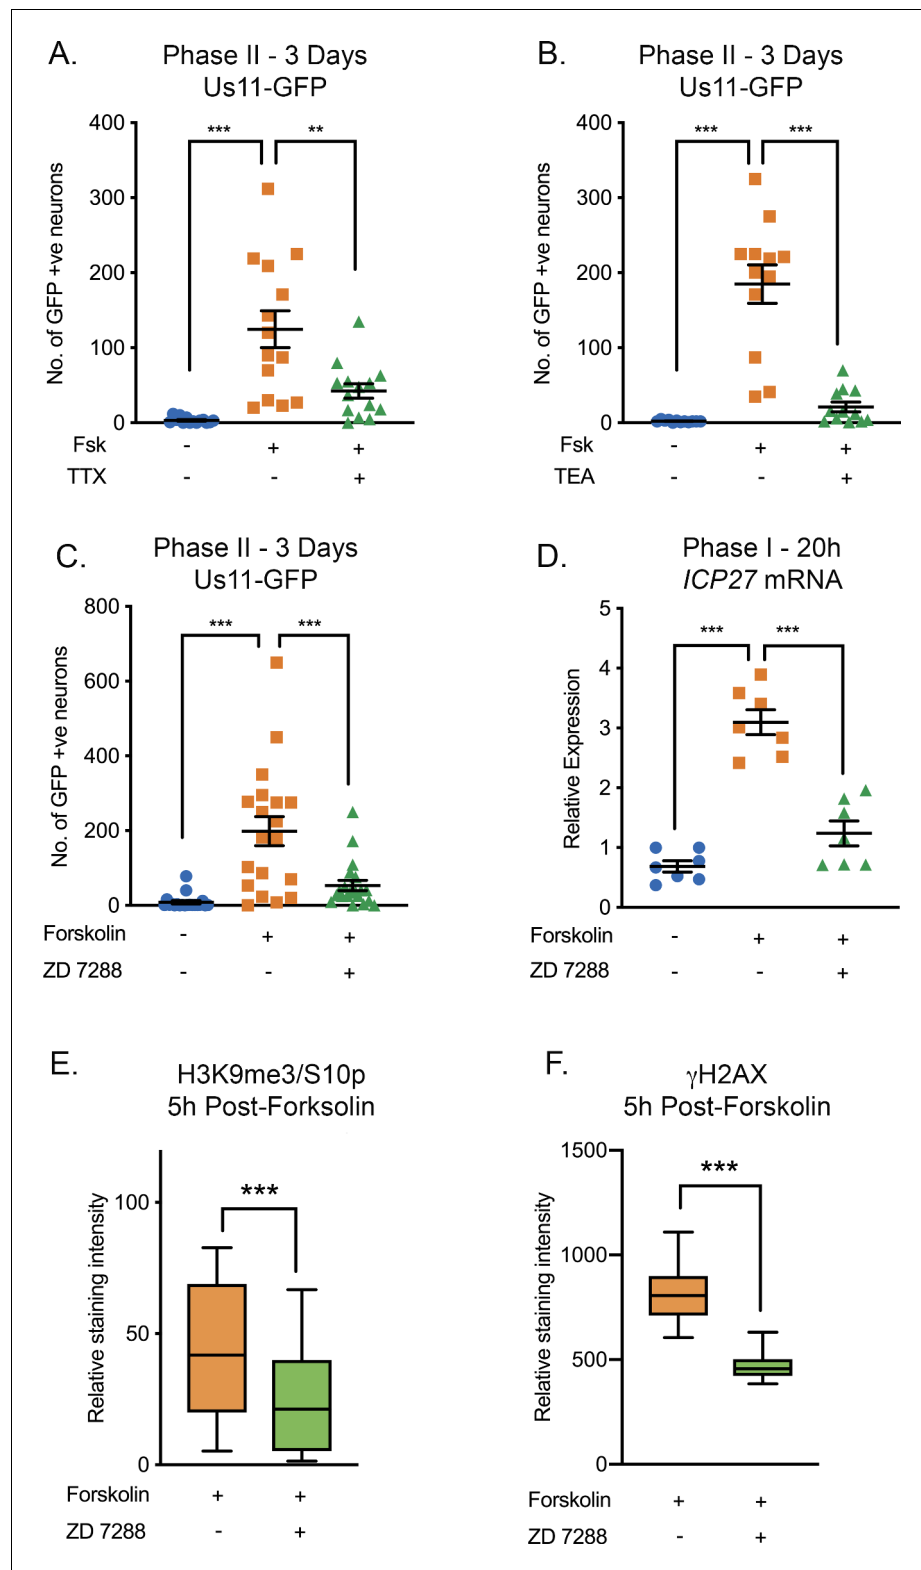 A.
Phase II - 3 Days
Us11-GFP
No. of GFP +ve neurons
400
300
200
100
0
***
**
Fsk - + +
TTX - - +
B.
Phase II - 3 Days
Us11-GFP
No. of GFP +ve neurons
400
300
200
100
0
***
***
Fsk - + +
TEA - - +
C.
Phase II - 3 Days
Us11-GFP
No. of GFP +ve neurons
800
600
400
200
0
***
***
Forskolin - + +
ZD 7288 - - +
D.
Phase I - 20h
ICP27 mRNA
Relative Expression
5
4
3
2
1
0
***
***
Forskolin - + +
ZD 7288 - - +
E.
H3K9me3/S10p
5h Post-Forksolin
Relative staining intensity
100
50
0
***
Forskolin + +
ZD 7288 - +
F.
γH2AX
5h Post-Forskolin
Relative staining intensity
1500
1000
500
0
***
Forskolin + +
ZD 7288 - +